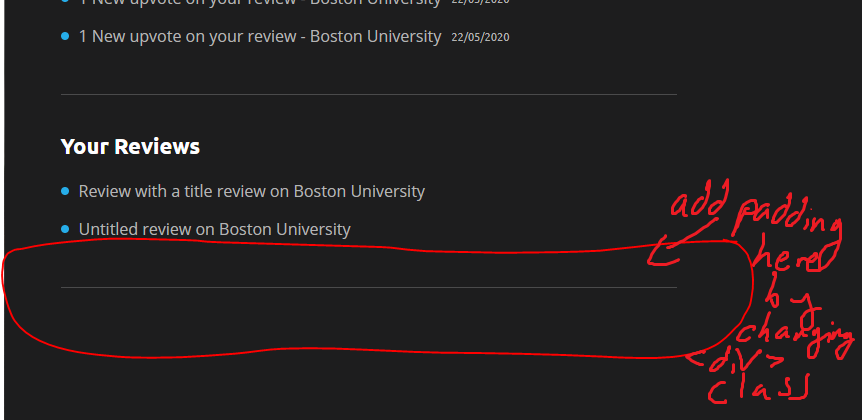 1 New upvote on your review - Boston University 22/05/2020
1 New upvote on your review - Boston University 22/05/2020
Your Reviews
Review with a title review on Boston University
Untitled review on Boston University
add padding
here
by
changing
<div>
class